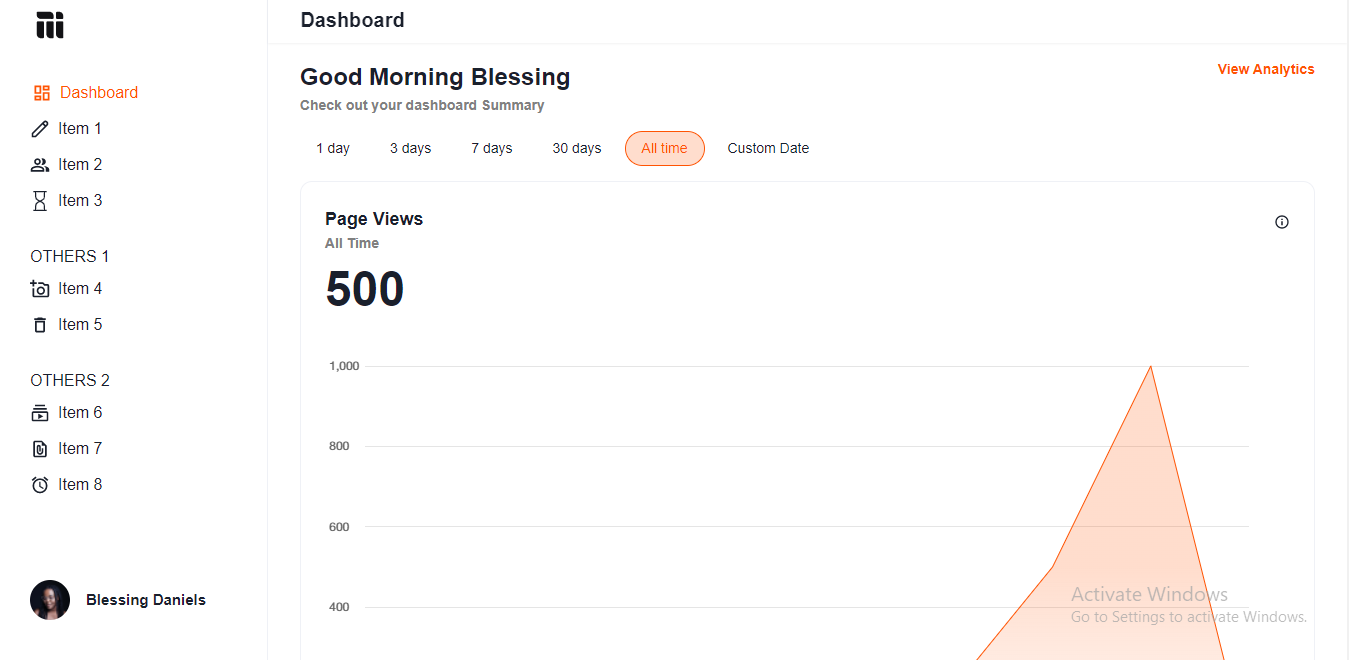 Dashboard
Dashboard
Item 1
Item 2
Item 3
OTHERS 1
Item 4
Item 5
OTHERS 2
Item 6
Item 7
Item 8
Blessing Daniels
Good Morning Blessing
View Analytics
Check out your dashboard Summary
1 day 3 days 7 days 30 days All time Custom Date
Page Views
All Time
500
1,000
800
600
400
Activate Windows
Go to Settings to activate Windows.